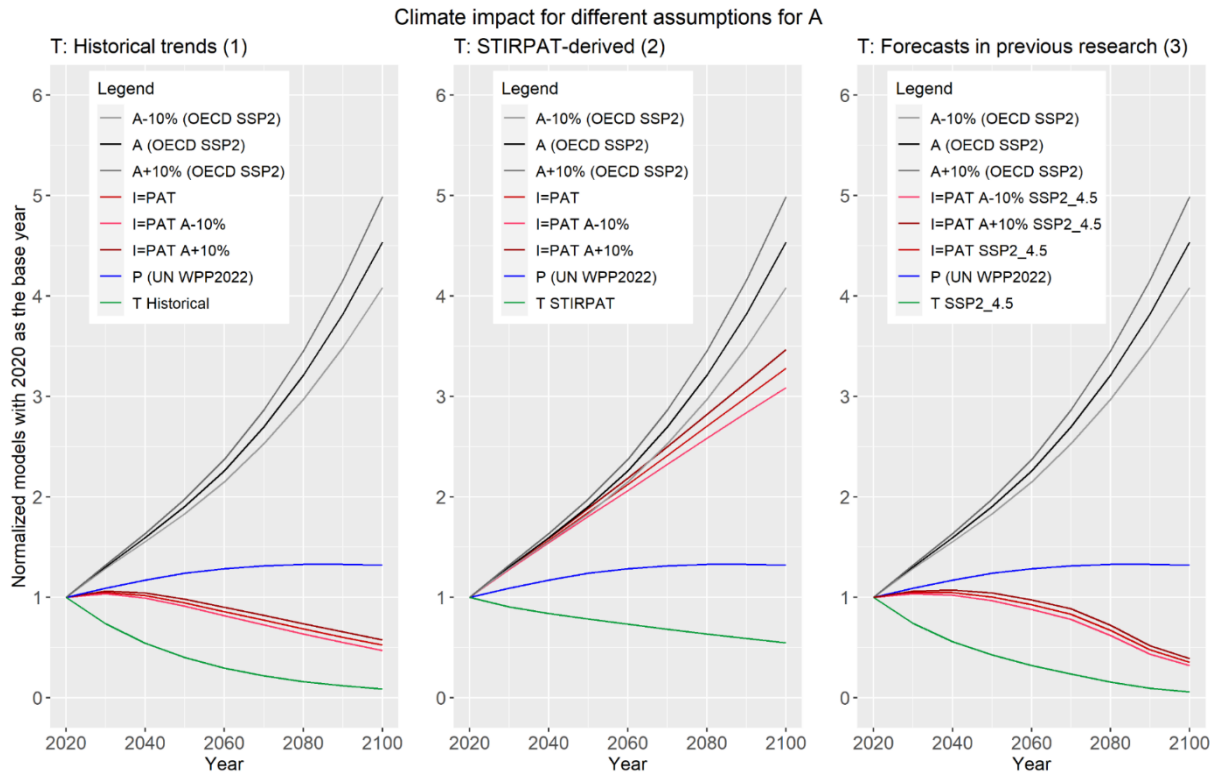 Climate impact for different assumptions for A
T: Historical trends (1)
T: STIRPAT-derived (2)
T: Forecasts in previous research (3)
Normalized models with 2020 as the base year
Legend
A-10% (OECD SSP2)
A (OECD SSP2)
A+10% (OECD SSP2)
I=PAT
I=PAT A-10%
I=PAT A+10%
P (UN WPP2022)
T Historical
6
5
4
3
2
1
0
2020 2040 2060 2080 2100
Year
Legend
A-10% (OECD SSP2)
A (OECD SSP2)
A+10% (OECD SSP2)
I=PAT
I=PAT A-10%
I=PAT A+10%
P (UN WPP2022)
T STIRPAT
6
5
4
3
2
1
0
2020 2040 2060 2080 2100
Year
Legend
A-10% (OECD SSP2)
A (OECD SSP2)
A+10% (OECD SSP2)
I=PAT A-10% SSP2_4.5
I=PAT A+10% SSP2_4.5
I=PAT SSP2_4.5
P (UN WPP2022)
T SSP2_4.5
6
5
4
3
2
1
0
2020 2040 2060 2080 2100
Year